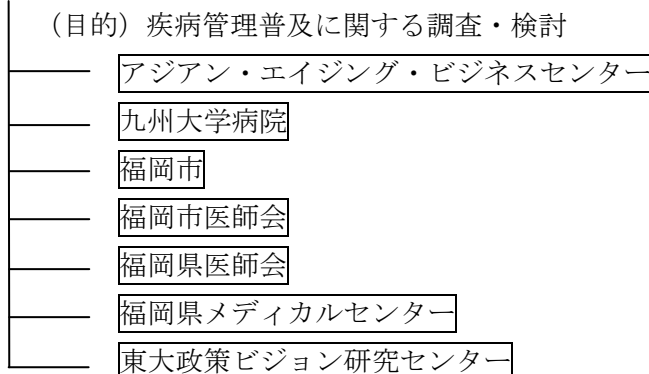 （目的）疾病管理普及に関する調査・検討
アジアン・エイジング・ビジネスセンター
九州大学病院
福岡市
福岡市医師会
福岡県医師会
福岡県メディカルセンター
東大政策ビジョン研究センター